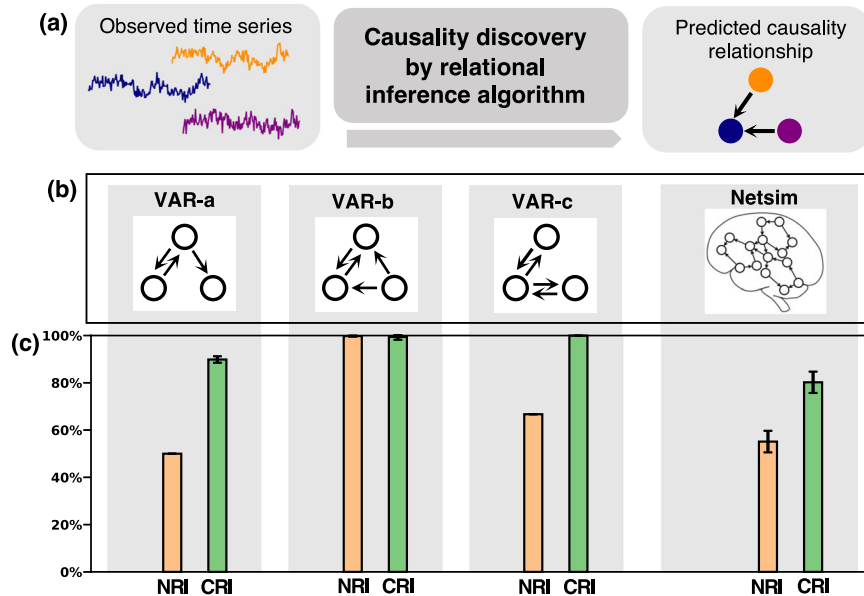 (a)
Observed time series
Causality discovery
by relational
inference algorithm
Predicted causality
relationship
(b)
VAR-a
VAR-b
VAR-c
Netsim
(c)
100%
80%
60%
40%
20%
0%
NRI CRI
NRI CRI
NRI CRI
NRI CRI